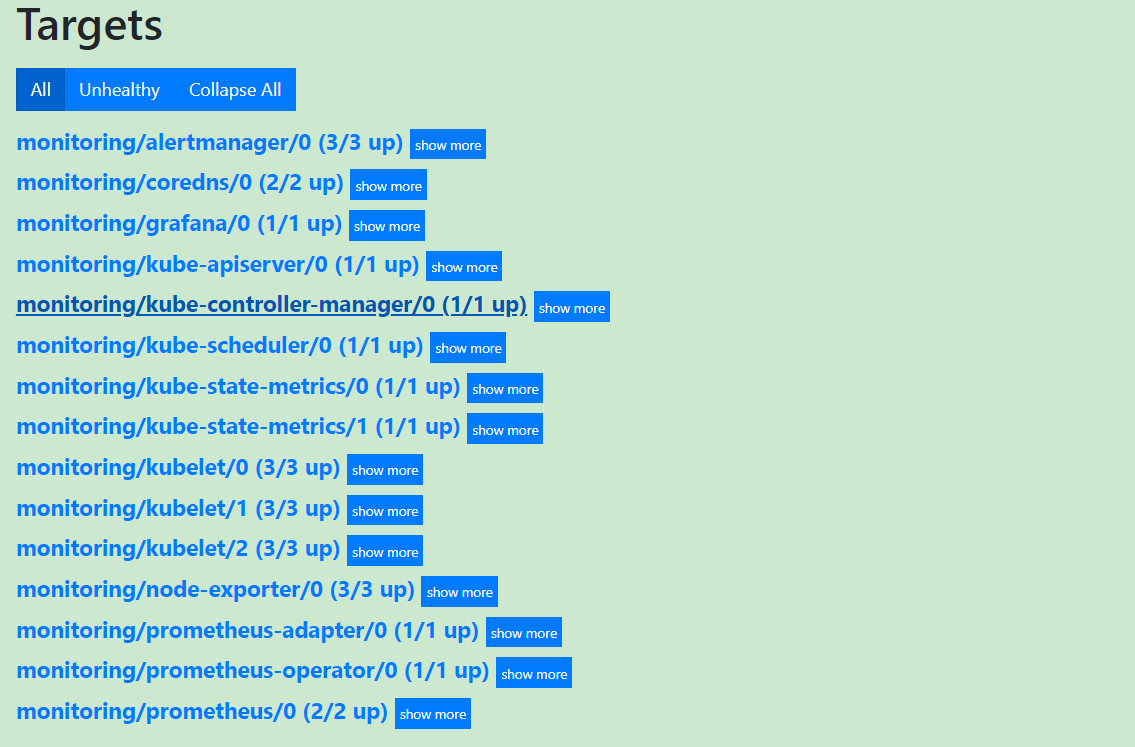 Targets
All Unhealthy Collapse All
monitoring/alertmanager/0 (3/3 up) show more
monitoring/coredns/0 (2/2 up) show more
monitoring/grafana/0 (1/1 up) show more
monitoring/kube-apiserver/0 (1/1 up) show more
monitoring/kube-controller-manager/0 (1/1 up) show more
monitoring/kube-scheduler/0 (1/1 up) show more
monitoring/kube-state-metrics/0 (1/1 up) show more
monitoring/kube-state-metrics/1 (1/1 up) show more
monitoring/kubelet/0 (3/3 up) show more
monitoring/kubelet/1 (3/3 up) show more
monitoring/kubelet/2 (3/3 up) show more
monitoring/node-exporter/0 (3/3 up) show more
monitoring/prometheus-adapter/0 (1/1 up) show more
monitoring/prometheus-operator/0 (1/1 up) show more
monitoring/prometheus/0 (2/2 up) show more